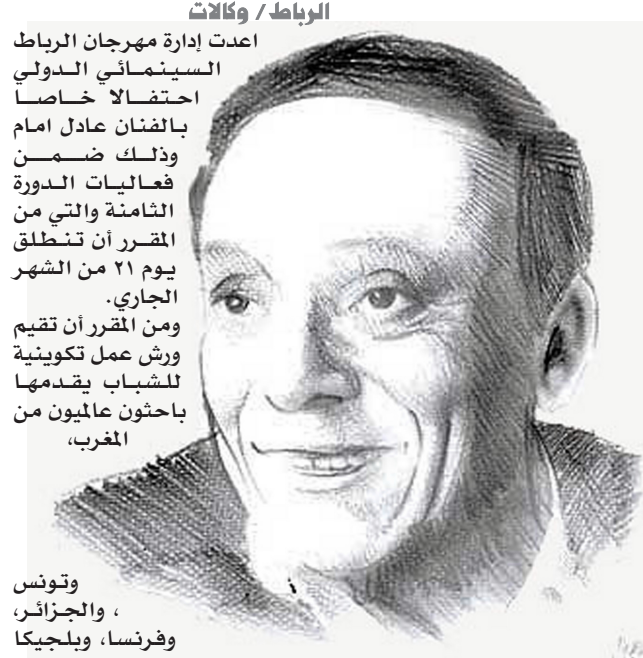 الرباط/ وكالات
اعدت إدارة مهرجان الرباط
السينمائي الدولي
احتفالا خاصا
بالفنان عادل امام
وذلك ضمن
فعاليات الدورة
الثامنة والتي من
المقرر أن تنطلق
يوم ٢١ من الشهر
الجاري.
ومن المقرر أن تقيم
ورش عمل تكوينية
للشباب يقدمها
باحثون عالميون من
المغرب،
وتونس
، والجزائر،
وفرنسا، وبلجيكا